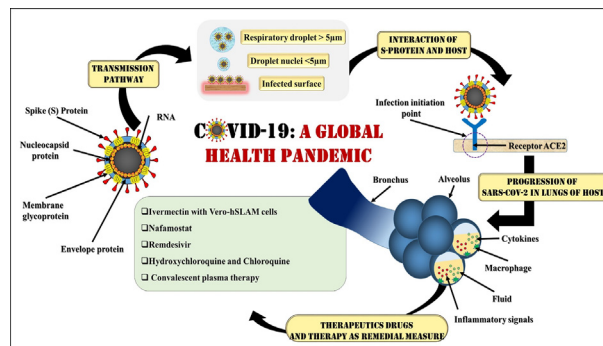 TRANSMISSION
PATHWAY
Respiratory droplet > 5µm
Droplet nuclei <5µm
Infected surface
INTERACTION OF
S-PROTEIN AND HOST
Spike (S) Protein
RNA
Nucleocapsid
protein
Membrane
glycoprotein
Envelope protein
C VID-19: A GLOBAL
HEALTH PANDEMIC
Infection initiation
point
Receptor ACE2
PROGRESSION OF
SARS-COV-2 IN LUNGS OF HOST
Bronchus
Alveolus
Cytokines
Macrophage
Fluid
Inflammatory signals
Ivermectin with Vero-hSLAM cells
Nafamostat
Remdesivir
Hydroxychloroquine and Chloroquine
Convalescent plasma therapy
THERAPEUTICS DRUGS
AND THERAPY AS REMEDIAL MEASURE